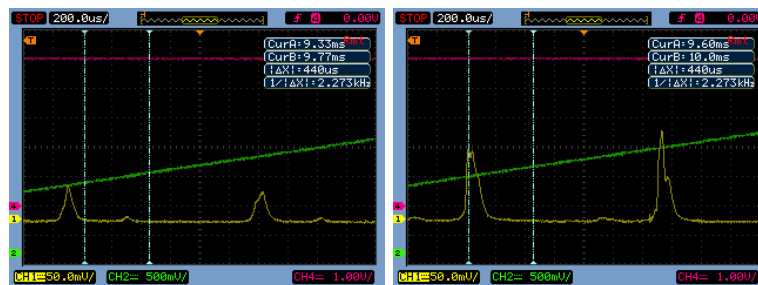 STOP 200.0us/ f 4 0.00V
T
CurA=9.33ms Rmt
CurB=9.77ms
|ΔX|=440us
1/|ΔX|=2.273kHz
4
1
2
CH1 50.0mV/ CH2 500mV/ CH4 1.00V/
STOP 200.0us/ f 4 0.00
T
CurA=9.60ms Rmt
CurB=10.0ms
|ΔX|=440us
1/|ΔX|=2.273kHz
4
1
2
CH1 50.0mV/ CH2 500mV/ CH4 1.00V/